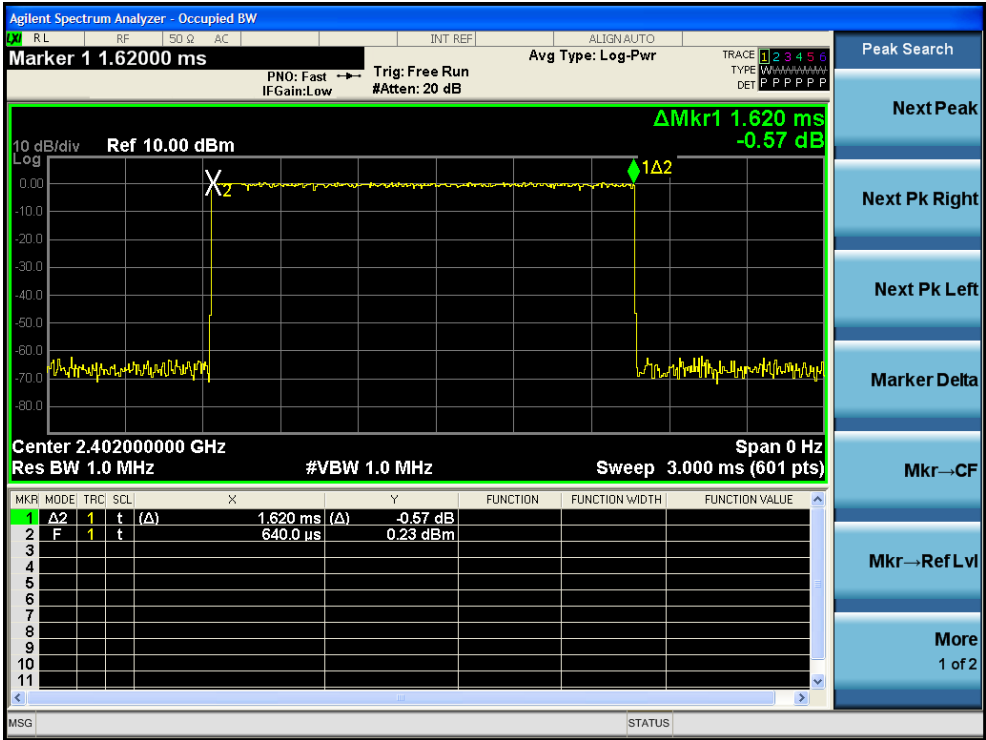 Agilent Spectrum Analyzer - Occupied BW
LXI RL RF 50 Ω AC INT REF ALIGN AUTO
Marker 1 1.62000 ms
PNO: Fast
IFGain:Low
Trig: Free Run
#Atten: 20 dB
Avg Type: Log-Pwr
TRACE 1 2 3 4 5 6
TYPE
DET P P P P P P
ΔMkr1 1.620 ms
-0.57 dB
10 dB/div Ref 10.00 dBm
Log
1Δ2
0.00
2
-10.0
-20.0
-30.0
-40.0
-50.0
-60.0
-70.0
-80.0
Center 2.402000000 GHz Span 0 Hz
Res BW 1.0 MHz #VBW 1.0 MHz Sweep 3.000 ms (601 pts)
MKR MODE TRC SCL X Y FUNCTION FUNCTION WIDTH FUNCTION VALUE
1 Δ2 1 t (Δ) 1.620 ms (Δ) -0.57 dB
2 F 1 t 640.0 µs 0.23 dBm
3
4
5
6
7
8
9
10
11
MSG STATUS
Peak Search
Next Peak
Next Pk Right
Next Pk Left
Marker Delta
Mkr→CF
Mkr→Ref Lvl
More
1 of 2